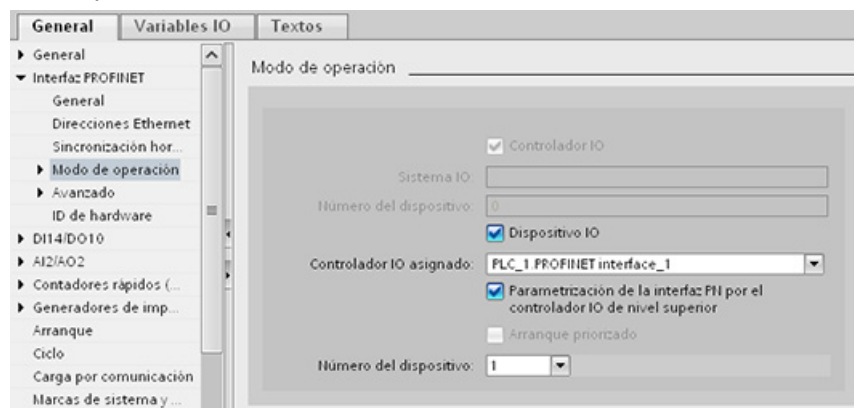 General
Variables IO
Textos
General
Interfaz PROFINET
General
Direcciones Ethernet
Sincronización hor...
Modo de operación
Avanzado
ID de hardware
DI14/DO10
AI2/AO2
Contadores rápidos (...
Generadores de imp...
Arranque
Ciclo
Carga por comunicación
Marcas de sistema y ...
Modo de operación
Controlador IO
Sistema IO:
Número del dispositivo: 0
Dispositivo IO
Controlador IO asignado: PLC_1.PROFINET interface_1
Parametrización de la interfaz PN por el
controlador IO de nivel superior
Arranque priorizado
Número del dispositivo: 1